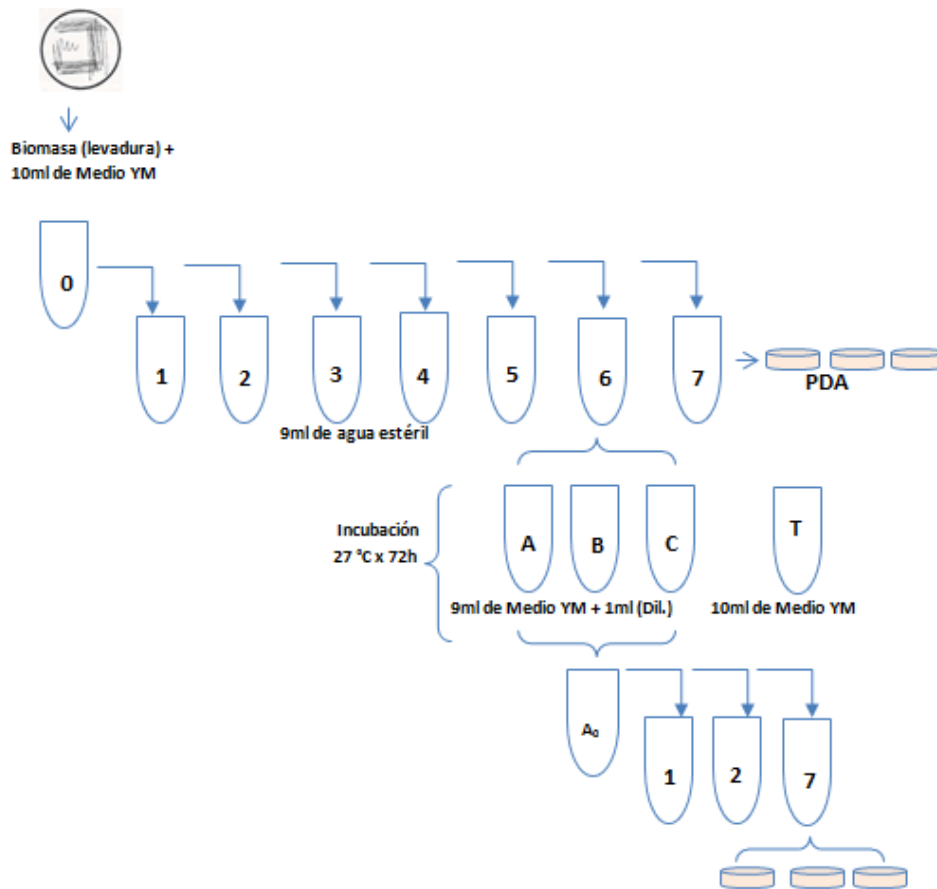 Biomasa (levadura) +
10ml de Medio YM
0
1
2
3
4
5
6
7
PDA
9ml de agua estéril
Incubación
27 °C x 72h
A
B
C
T
9ml de Medio YM + 1ml (Dil.)
10ml de Medio YM
A₀
1
2
7